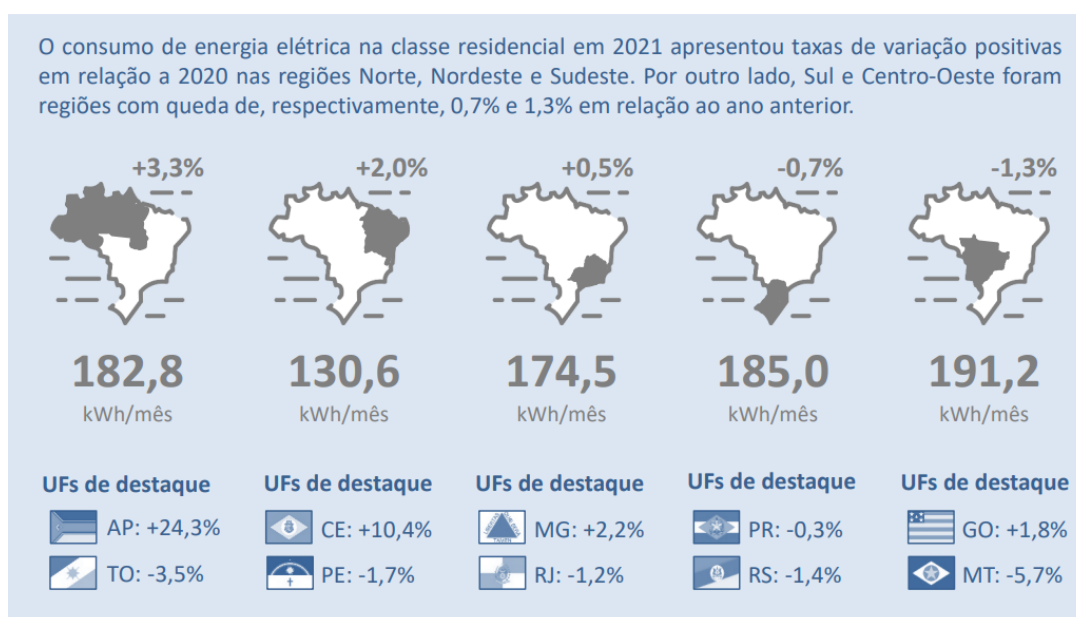 O consumo de energia elétrica na classe residencial em 2021 apresentou taxas de variação positivas
em relação a 2020 nas regiões Norte, Nordeste e Sudeste. Por outro lado, Sul e Centro-Oeste foram
regiões com queda de, respectivamente, 0,7% e 1,3% em relação ao ano anterior.
+3,3%
182,8
kWh/mês
UFs de destaque
AP: +24,3%
TO: -3,5%
+2,0%
130,6
kWh/mês
UFs de destaque
CE: +10,4%
PE: -1,7%
+0,5%
174,5
kWh/mês
UFs de destaque
MG: +2,2%
RJ: -1,2%
-0,7%
185,0
kWh/mês
UFs de destaque
PR: -0,3%
RS: -1,4%
-1,3%
191,2
kWh/mês
UFs de destaque
GO: +1,8%
MT: -5,7%